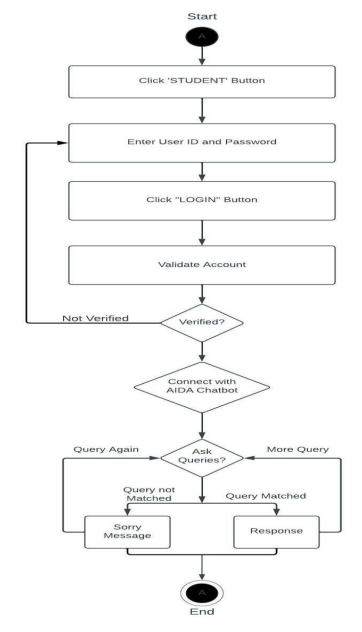 Start
A
Click 'STUDENT' Button
Enter User ID and Password
Click "LOGIN" Button
Validate Account
Not Verified
Verified?
Connect with
AIDA Chatbot
Query Again
Ask
Queries?
More Query
Query not
Matched
Query Matched
Sorry
Message
Response
A
End